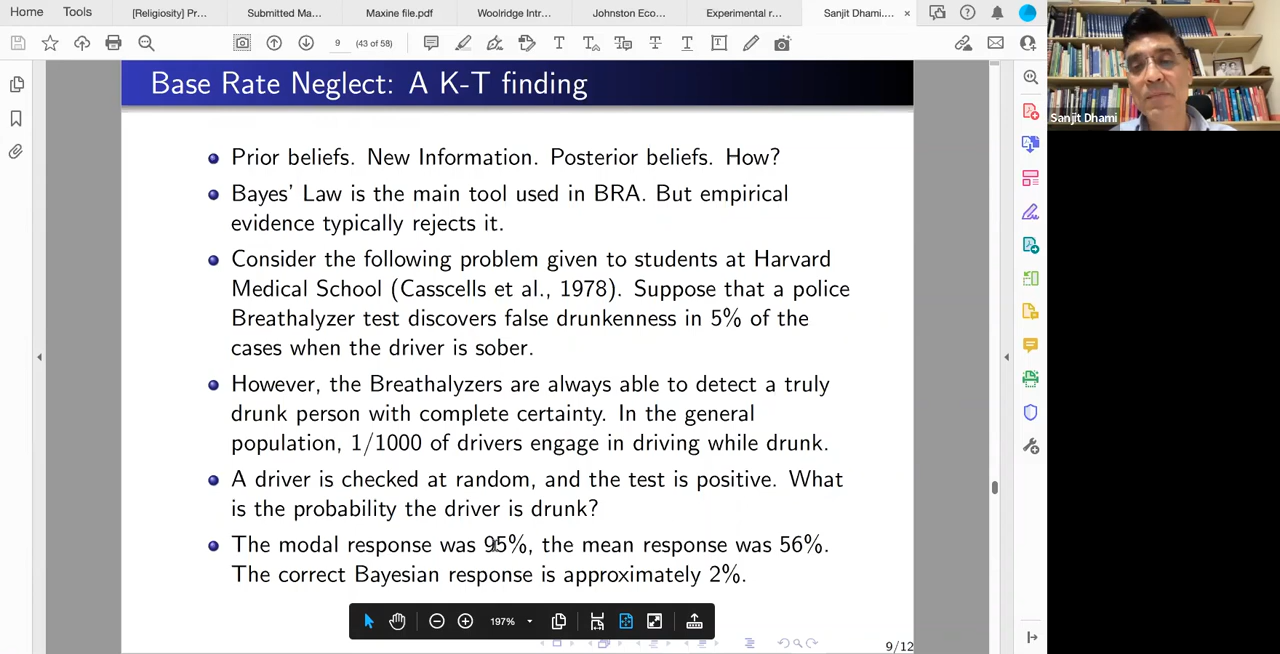 Home Tools [Religiosity] Pr... Submitted Ma... Maxine file.pdf Woolridge Intr... Johnston Eco... Experimental r... Sanjit Dhami.... ×
9 (43 of 58)
Base Rate Neglect: A K-T finding
Sanjit Dhami
Prior beliefs. New Information. Posterior beliefs. How?
Bayes' Law is the main tool used in BRA. But empirical
evidence typically rejects it.
Consider the following problem given to students at Harvard
Medical School (Casscells et al., 1978). Suppose that a police
Breathalyzer test discovers false drunkenness in 5% of the
cases when the driver is sober.
However, the Breathalyzers are always able to detect a truly
drunk person with complete certainty. In the general
population, 1/1000 of drivers engage in driving while drunk.
A driver is checked at random, and the test is positive. What
is the probability the driver is drunk?
The modal response was 95%, the mean response was 56%.
The correct Bayesian response is approximately 2%.
197%
9/12